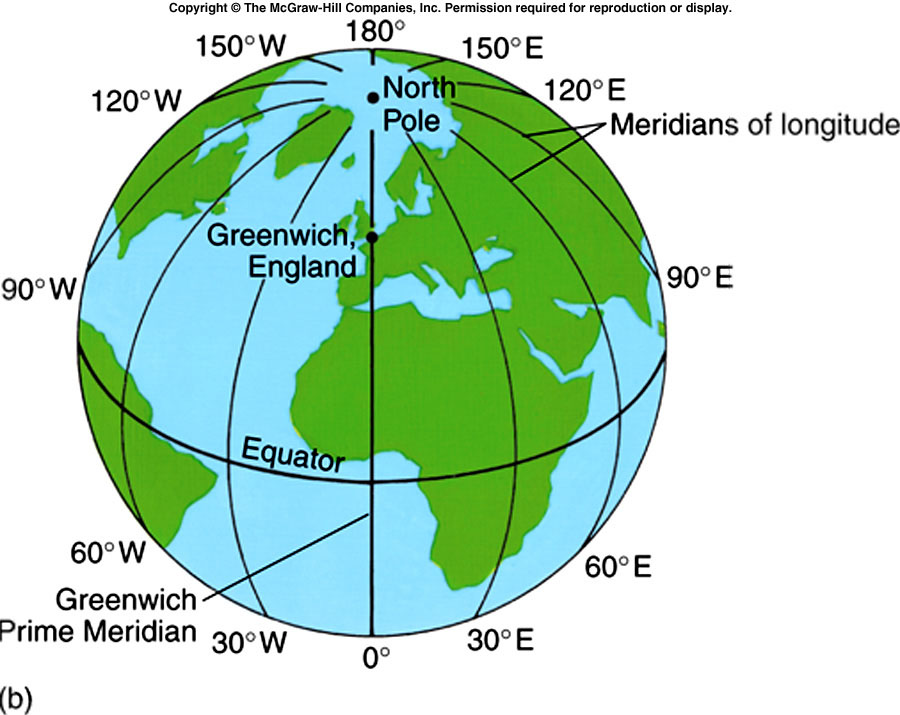 Copyright © The McGraw-Hill Companies, Inc. Permission required for reproduction or display.
180°
150°W
150°E
120°W
North
Pole
120°E
Meridians of longitude
Greenwich,
England
90°W
90°E
Equator
60°W
60°E
Greenwich
Prime Meridian
30°W
30°E
0°
(b)